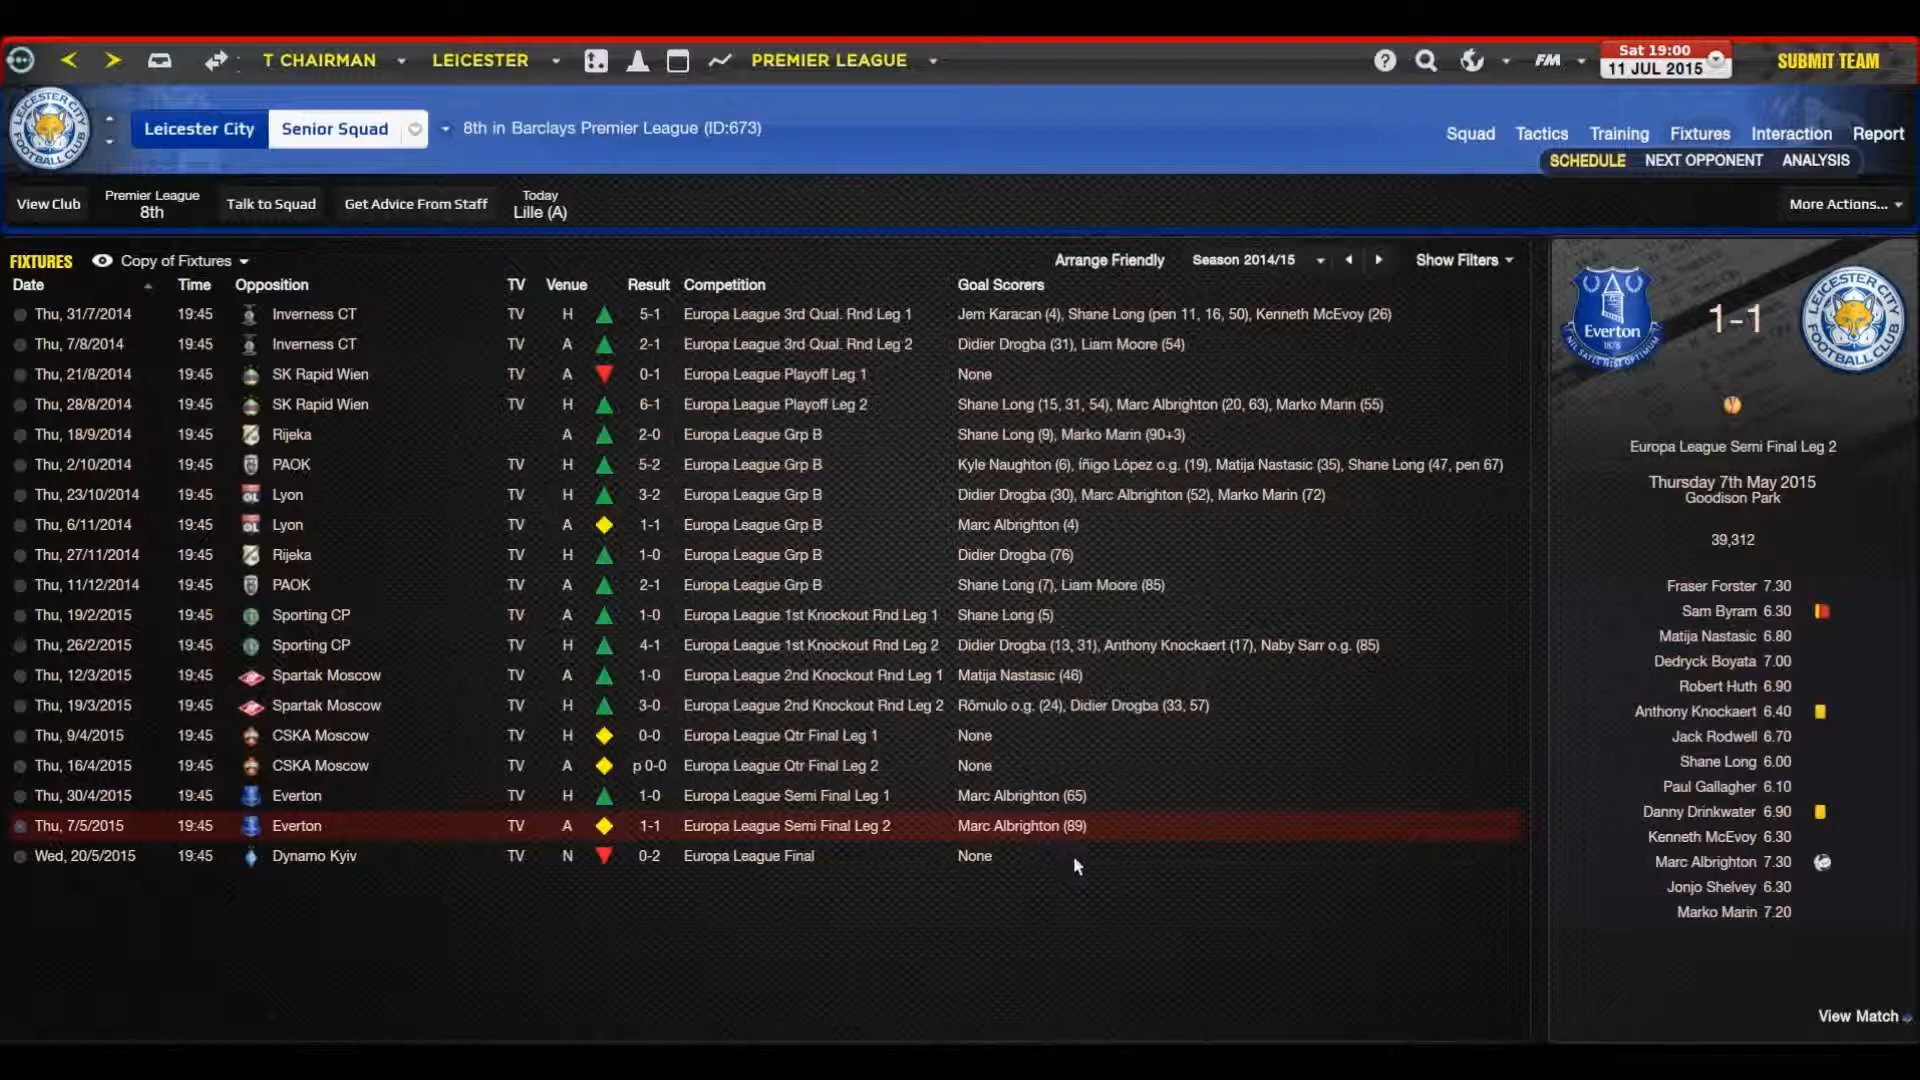 T CHAIRMAN LEICESTER PREMIER LEAGUE FM Sat 19:00 11 JUL 2015 SUBMIT TEAM
Leicester City Senior Squad 8th in Barclays Premier League (ID:673)
Squad Tactics Training Fixtures Interaction Report
SCHEDULE NEXT OPPONENT ANALYSIS
View Club Premier League 8th Talk to Squad Get Advice From Staff Today Lille (A) More Actions...
FIXTURES Copy of Fixtures Arrange Friendly Season 2014/15 Show Filters
Date Time Opposition TV Venue Result Competition Goal Scorers
Thu, 31/7/2014 19:45 Inverness CT TV H 5-1 Europa League 3rd Qual. Rnd Leg 1 Jem Karacan (4), Shane Long (pen 11, 16, 50), Kenneth McEvoy (26)
Thu, 7/8/2014 19:45 Inverness CT TV A 2-1 Europa League 3rd Qual. Rnd Leg 2 Didier Drogba (31), Liam Moore (54)
Thu, 21/8/2014 19:45 SK Rapid Wien TV A 0-1 Europa League Playoff Leg 1 None
Thu, 28/8/2014 19:45 SK Rapid Wien TV H 6-1 Europa League Playoff Leg 2 Shane Long (15, 31, 54), Marc Albrighton (20, 63), Marko Marin (55)
Thu, 18/9/2014 19:45 Rijeka A 2-0 Europa League Grp B Shane Long (9), Marko Marin (90+3)
Thu, 2/10/2014 19:45 PAOK TV H 5-2 Europa League Grp B Kyle Naughton (6), íñigo López o.g. (19), Matija Nastasic (35), Shane Long (47, pen 67)
Thu, 23/10/2014 19:45 Lyon TV H 3-2 Europa League Grp B Didier Drogba (30), Marc Albrighton (52), Marko Marin (72)
Thu, 6/11/2014 19:45 Lyon TV A 1-1 Europa League Grp B Marc Albrighton (4)
Thu, 27/11/2014 19:45 Rijeka TV H 1-0 Europa League Grp B Didier Drogba (76)
Thu, 11/12/2014 19:45 PAOK TV A 2-1 Europa League Grp B Shane Long (7), Liam Moore (85)
Thu, 19/2/2015 19:45 Sporting CP TV A 1-0 Europa League 1st Knockout Rnd Leg 1 Shane Long (5)
Thu, 26/2/2015 19:45 Sporting CP TV H 4-1 Europa League 1st Knockout Rnd Leg 2 Didier Drogba (13, 31), Anthony Knockaert (17), Naby Sarr o.g. (85)
Thu, 12/3/2015 19:45 Spartak Moscow TV A 1-0 Europa League 2nd Knockout Rnd Leg 1 Matija Nastasic (46)
Thu, 19/3/2015 19:45 Spartak Moscow TV H 3-0 Europa League 2nd Knockout Rnd Leg 2 Rômulo o.g. (24), Didier Drogba (33, 57)
Thu, 9/4/2015 19:45 CSKA Moscow TV H 0-0 Europa League Qtr Final Leg 1 None
Thu, 16/4/2015 19:45 CSKA Moscow TV A p 0-0 Europa League Qtr Final Leg 2 None
Thu, 30/4/2015 19:45 Everton TV H 1-0 Europa League Semi Final Leg 1 Marc Albrighton (65)
Thu, 7/5/2015 19:45 Everton TV A 1-1 Europa League Semi Final Leg 2 Marc Albrighton (89)
Wed, 20/5/2015 19:45 Dynamo Kyiv TV N 0-2 Europa League Final None
Everton 1878 NIL SATIS NISI OPTIMUM 1-1 LEICESTER CITY FOOTBALL CLUB
Europa League Semi Final Leg 2
Thursday 7th May 2015
Goodison Park
39,312
Fraser Forster 7.30
Sam Byram 6.30
Matija Nastasic 6.80
Dedryck Boyata 7.00
Robert Huth 6.90
Anthony Knockaert 6.40
Jack Rodwell 6.70
Shane Long 6.00
Paul Gallagher 6.10
Danny Drinkwater 6.90
Kenneth McEvoy 6.30
Marc Albrighton 7.30
Jonjo Shelvey 6.30
Marko Marin 7.20
View Match